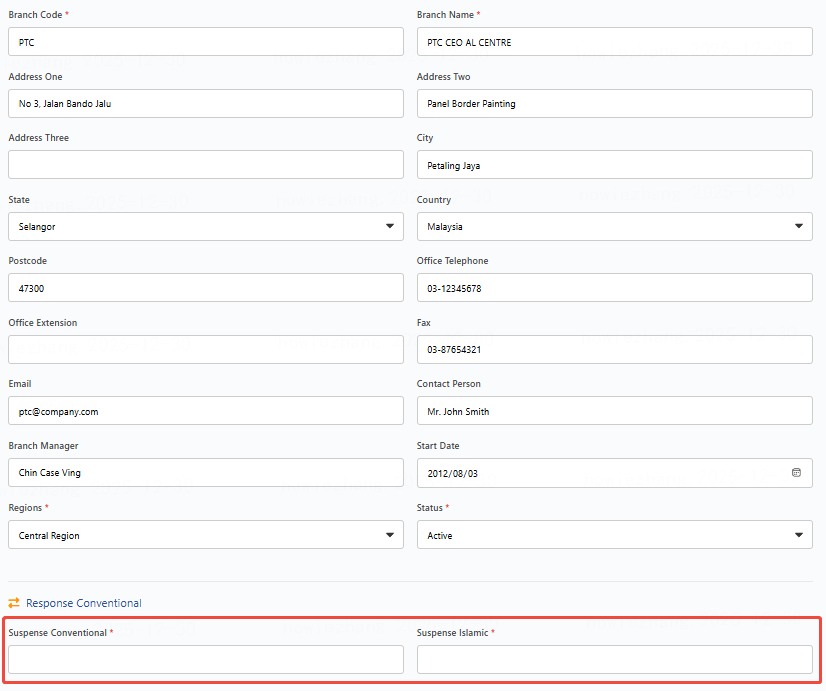 Branch Code * Branch Name *
PTC PTC CEO AL CENTRE
Address One Address Two
No 3, Jalan Bando Jalu Panel Border Painting
Address Three City
Petaling Jaya
State Country
Selangor Malaysia
Postcode Office Telephone
47300 03-12345678
Office Extension Fax
03-87654321
Email Contact Person
ptc@company.com Mr. John Smith
Branch Manager Start Date
Chin Case Ving 2012/08/03
Regions * Status *
Central Region Active
Response Conventional
Suspense Conventional * Suspense Islamic *